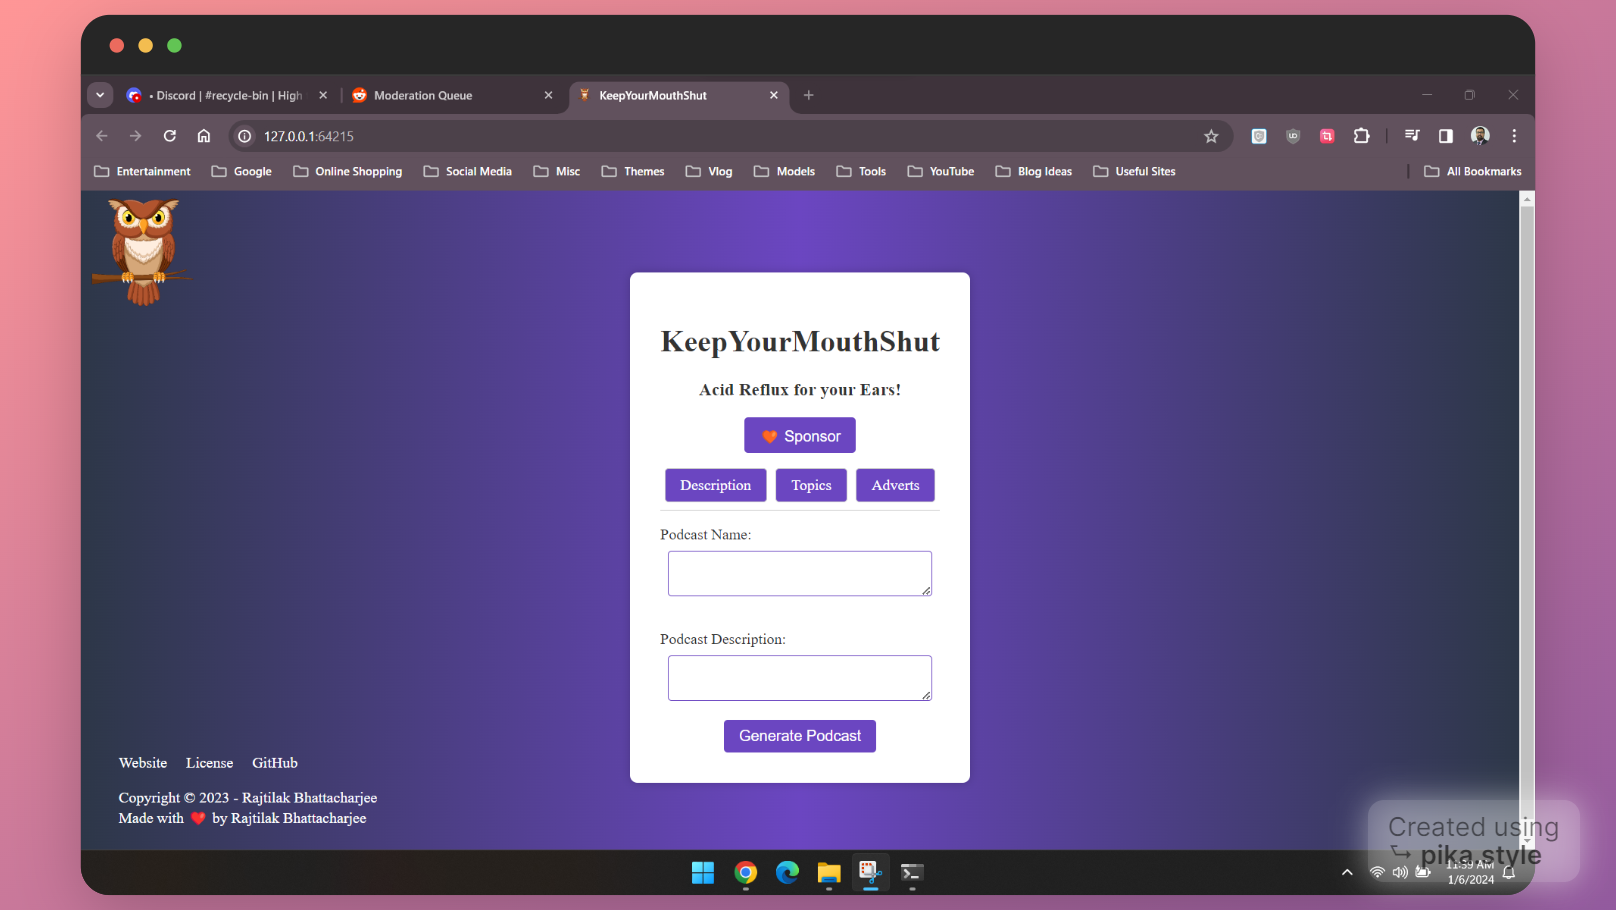 • Discord | #recycle-bin | High
Moderation Queue
KeepYourMouthShut
127.0.0.1:64215
Entertainment
Google
Online Shopping
Social Media
Misc
Themes
Vlog
Models
Tools
YouTube
Blog Ideas
Useful Sites
All Bookmarks
KeepYourMouthShut
Acid Reflux for your Ears!
Sponsor
Description
Topics
Adverts
Podcast Name:
Podcast Description:
Generate Podcast
Website
License
GitHub
Copyright © 2023 - Rajtilak Bhattacharjee
Made with ❤️ by Rajtilak Bhattacharjee
Created using
pika style
11:39 AM
1/6/2024